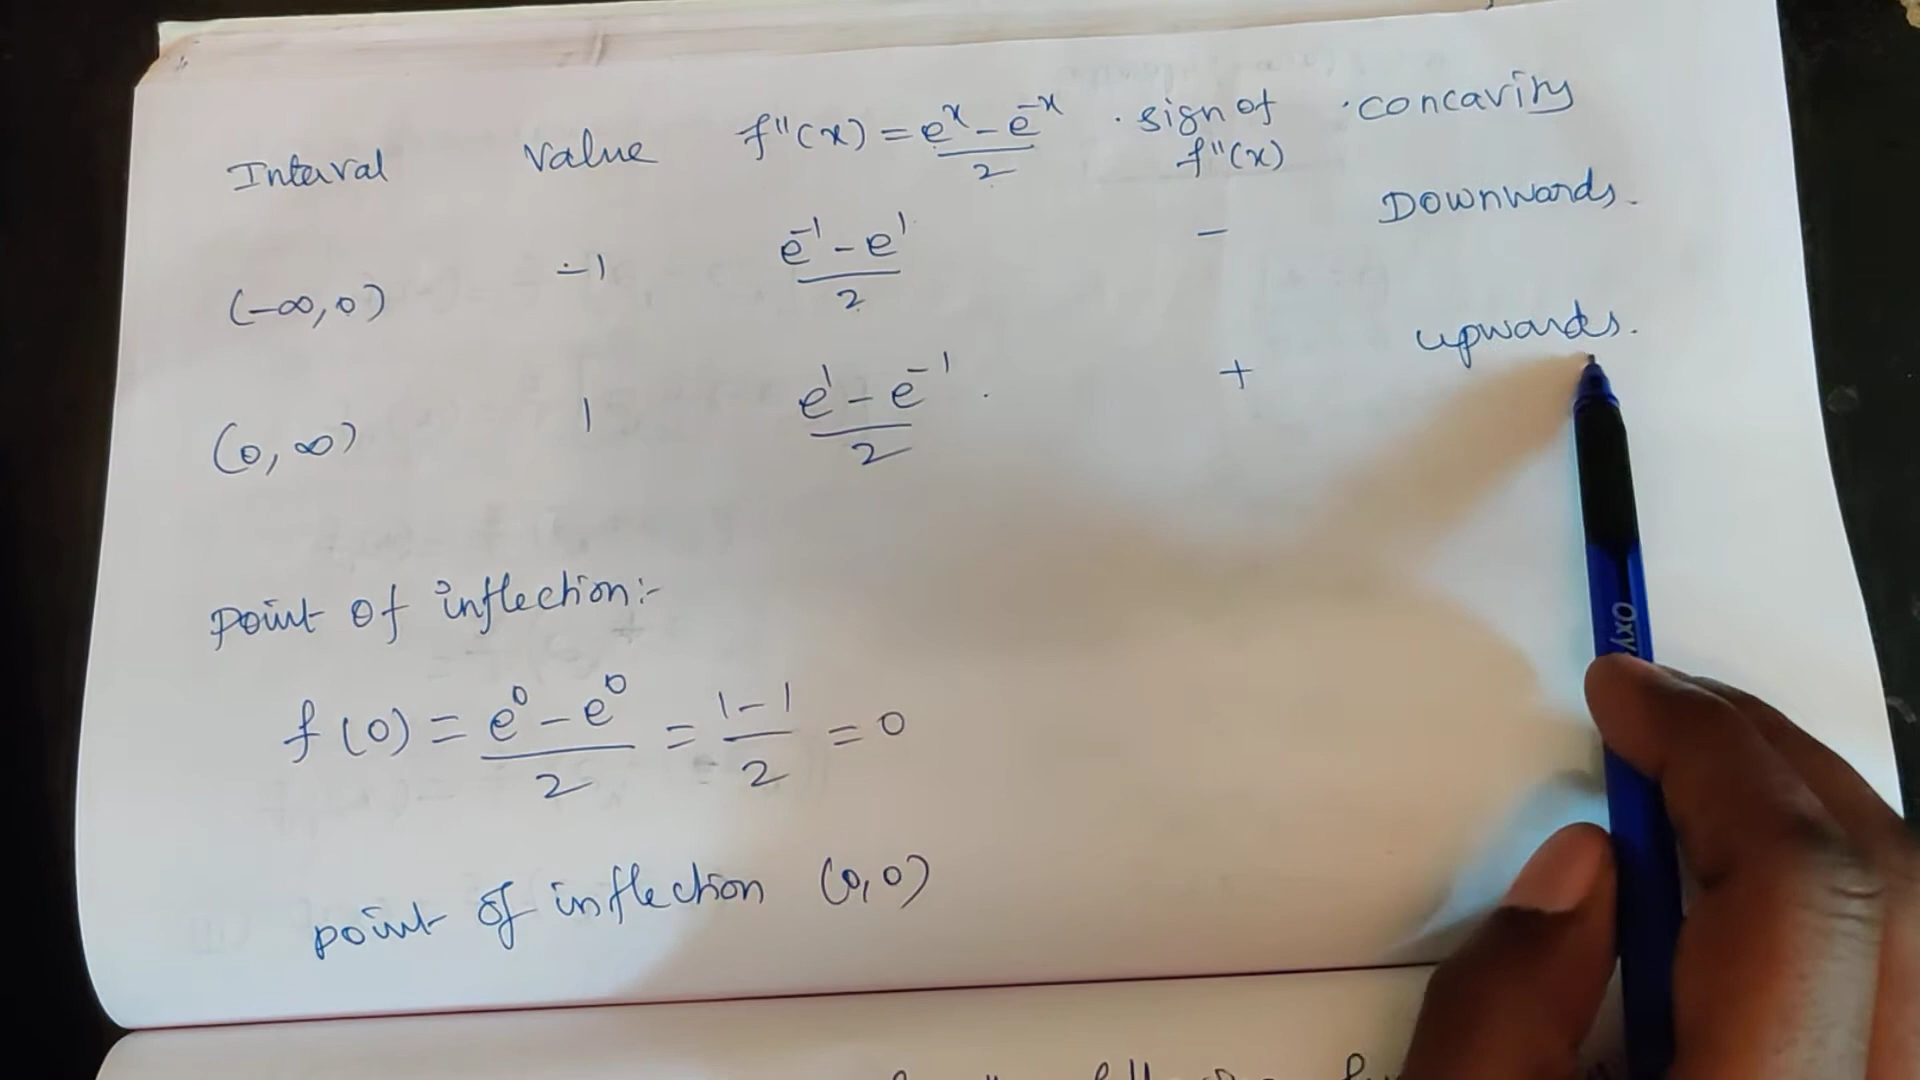 Interval Value f''(x) = e^x - e^-x / 2 . sign of f''(x) . concavity
(-∞, 0) -1 e^-1 - e^1 / 2 - Downwards.
(0, ∞) 1 e^1 - e^-1 / 2 . + upwards.
Point of inflection:-
f(0) = e^0 - e^0 / 2 = 1-1 / 2 = 0
point of inflection (0,0)